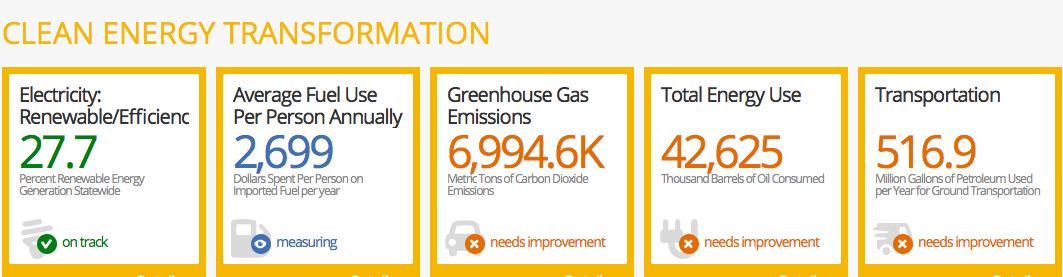 CLEAN ENERGY TRANSFORMATION
Electricity:
Renewable/Efficienc
27.7
Percent Renewable Energy
Generation Statewide
on track
Average Fuel Use
Per Person Annually
2,699
Dollars Spent Per Person on
Imported Fuel per year
measuring
Greenhouse Gas
Emissions
6,994.6K
Metric Tons of Carbon Dioxide
Emissions
needs improvement
Total Energy Use
42,625
Thousand Barrels of Oil Consumed
needs improvement
Transportation
516.9
Million Gallons of Petroleum Used
per Year for Ground Transportation
needs improvement